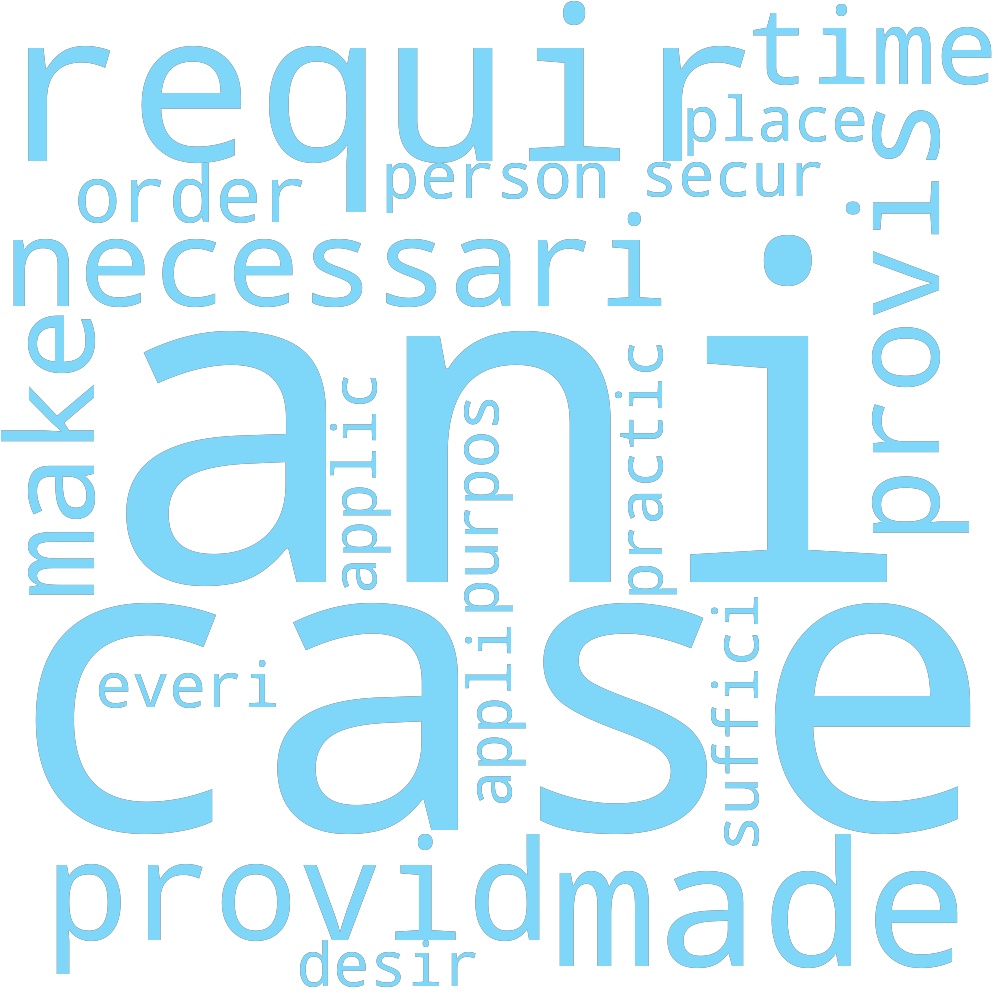 requir
time
place
person
secur
order
necessari
provis
make
ani
applic
purpos
practic
case
everi
appli
suffici
provid
made
desir